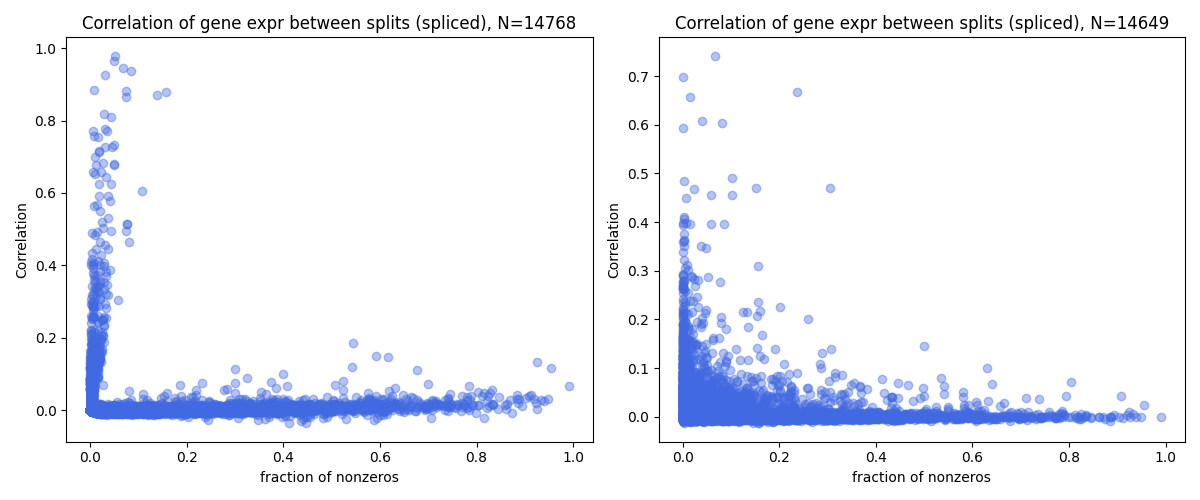 Correlation of gene expr between splits (spliced), N=14768
1.0
0.8
0.6
0.4
0.2
0.0
Correlation
0.0 0.2 0.4 0.6 0.8 1.0
fraction of nonzeros
Correlation of gene expr between splits (spliced), N=14649
0.7
0.6
0.5
0.4
0.3
0.2
0.1
0.0
Correlation
0.0 0.2 0.4 0.6 0.8 1.0
fraction of nonzeros